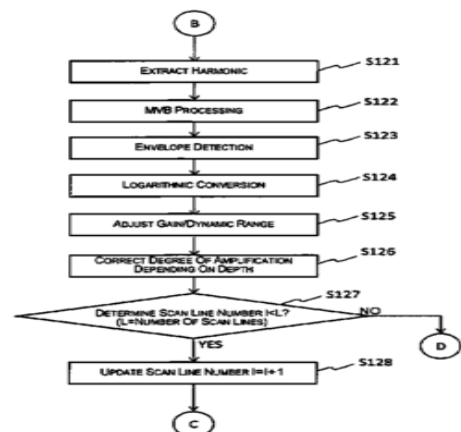 B
EXTRACT HARMONIC
S121
MVB PROCESSING
S122
ENVELOPE DETECTION
S123
LOGARITHMIC CONVERSION
S124
ADJUST GAIN/DYNAMIC RANGE
S125
CORRECT DEGREE OF AMPLIFICATION
DEPENDING ON DEPTH
S126
DETERMINE SCAN LINE NUMBER I<L?
(L=NUMBER OF SCAN LINES)
S127
NO
D
YES
UPDATE SCAN LINE NUMBER I=I+1
S128
C